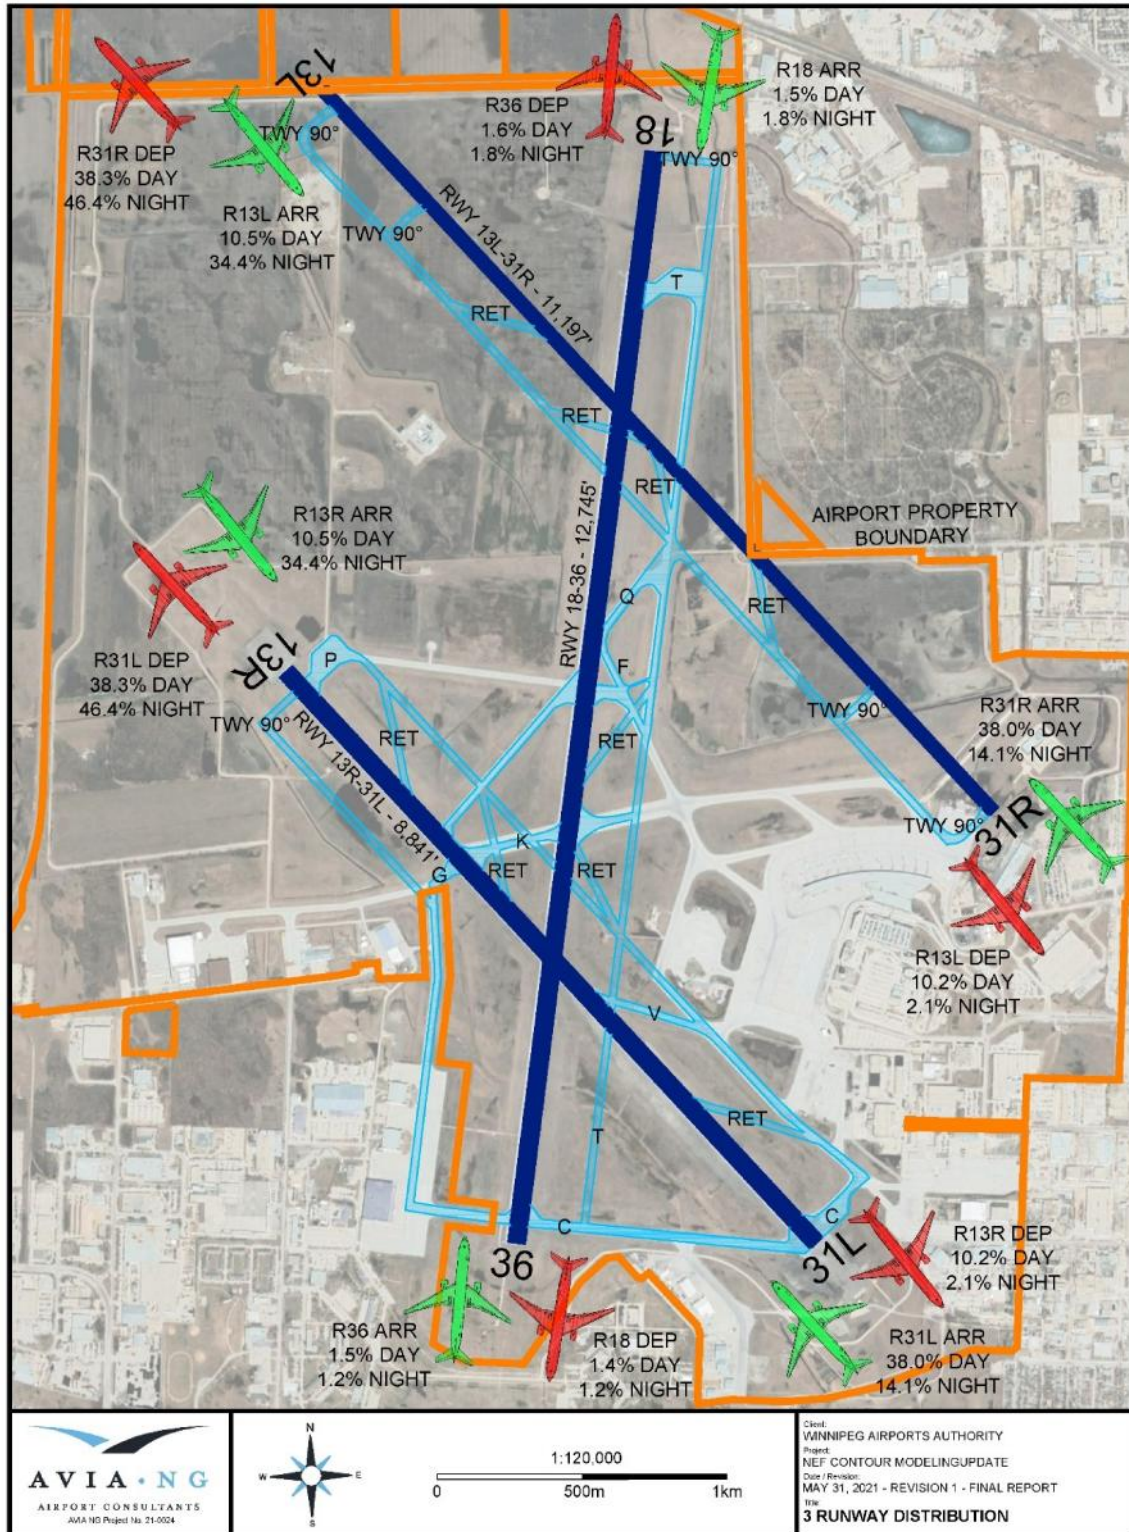 13L
18
R18 ARR
1.5% DAY
1.8% NIGHT
R36 DEP
1.6% DAY
1.8% NIGHT
TWY 90°
TWY 90°
R31R DEP
38.3% DAY
46.4% NIGHT
R13L ARR
10.5% DAY
34.4% NIGHT
RWY 13L-31R - 11,197'
TWY 90°
T
RET
RET
RET
RWY 18-36 - 12,745'
AIRPORT PROPERTY
BOUNDARY
R13R ARR
10.5% DAY
34.4% NIGHT
Q
RET
13R
P
F
R31L DEP
38.3% DAY
46.4% NIGHT
TWY 90°
RWY 13R-31L - 8,841'
RET
RET
TWY 90°
R31R ARR
38.0% DAY
14.1% NIGHT
TWY 90°
31R
K
G
RET
RET
R13L DEP
10.2% DAY
2.1% NIGHT
V
RET
T
C
C
36
31L
R13R DEP
10.2% DAY
2.1% NIGHT
R36 ARR
1.5% DAY
1.2% NIGHT
R18 DEP
1.4% DAY
1.2% NIGHT
R31L ARR
38.0% DAY
14.1% NIGHT
AVIA • NG
AIRPORT CONSULTANTS
AVIA NG Project No. 21-0024
N
W
E
S
1:120,000
0
500m
1km
Client:
WINNIPEG AIRPORTS AUTHORITY
Project:
NEF CONTOUR MODELINGUPDATE
Date / Revision:
MAY 31, 2021 - REVISION 1 - FINAL REPORT
Title
3 RUNWAY DISTRIBUTION